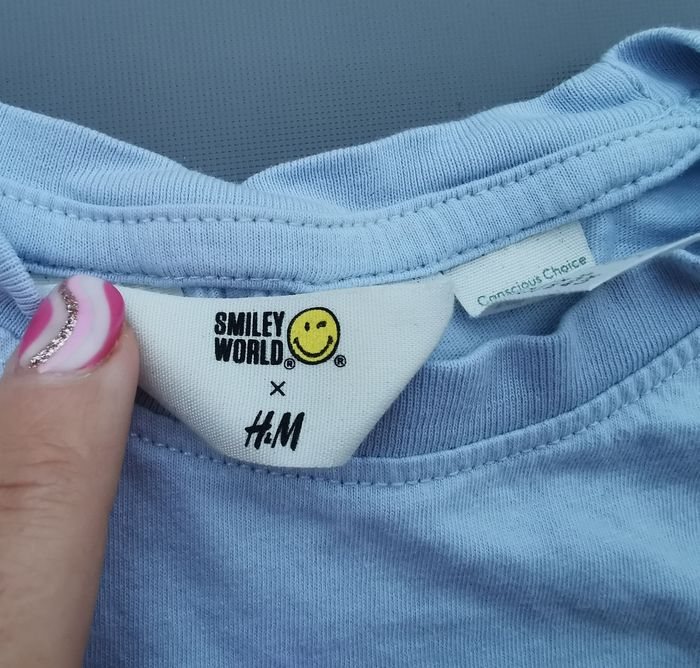 SMILEY
WORLD® ®
×
H&M
Conscious Choice